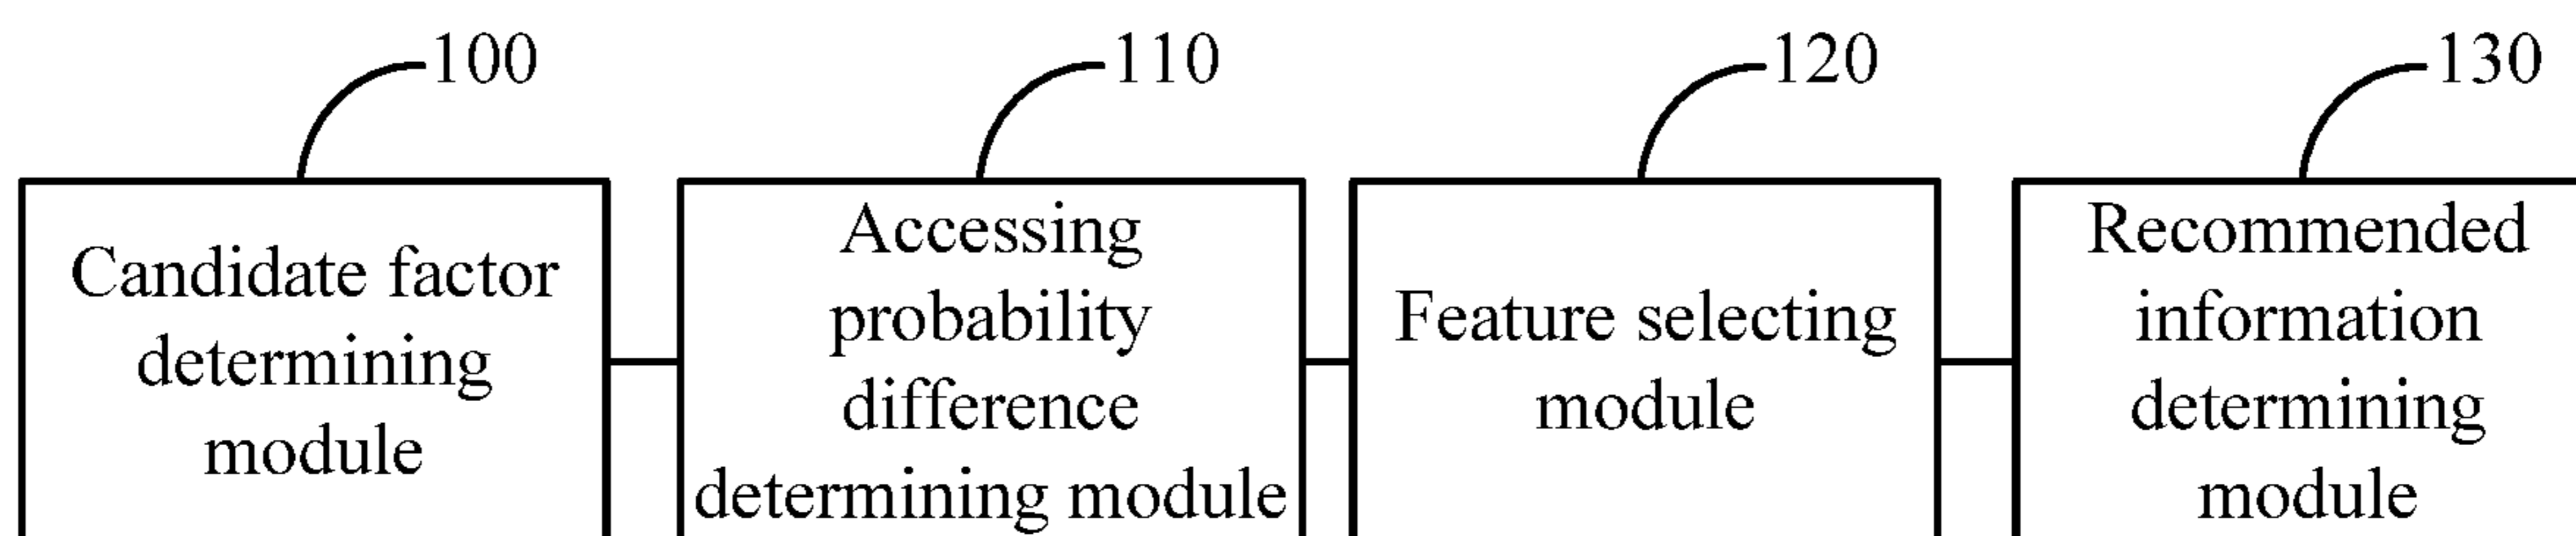 100
110
120
130
Candidate factor
determining
module
Accessing
probability
difference
determining module
Feature selecting
module
Recommended
information
determining
module